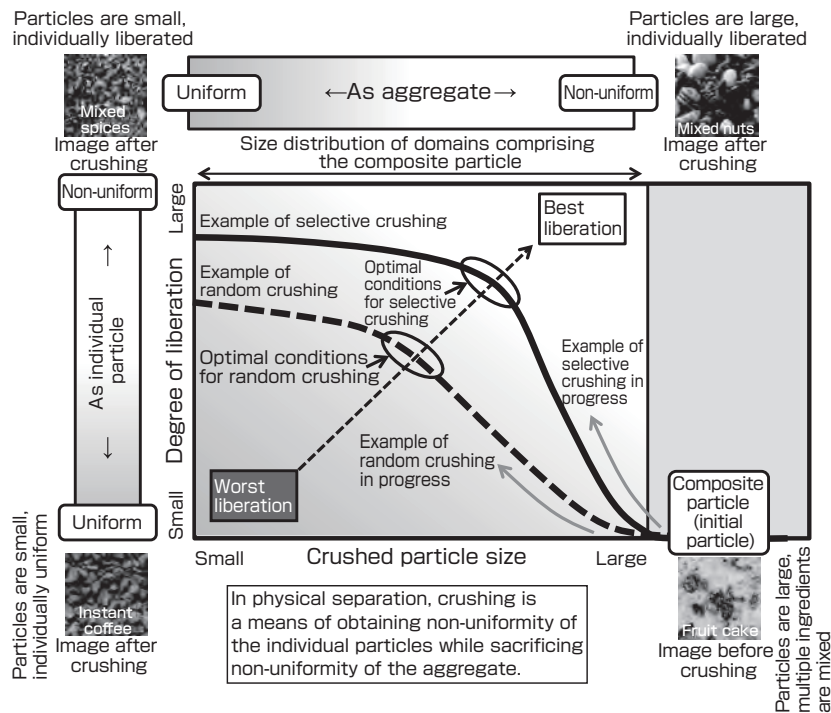 Particles are small,
individually liberated
Particles are large,
individually liberated
Mixed
spices
Image after
crushing
Uniform
←As aggregate→
Non-uniform
Mixed nuts
Image after
crushing
Size distribution of domains comprising
the composite particle
Non-uniform
← As individual →
particle
Uniform
Large
Degree of liberation
Small
Example of selective crushing
Example of
random crushing
Optimal
conditions
for selective
crushing
Best
liberation
Optimal conditions
for random crushing
Example of
selective
crushing in
progress
Example of
random crushing
in progress
Worst
liberation
Composite
particle
(initial
particle)
Small
Crushed particle size
Large
Particles are small,
individually uniform
Instant
coffee
Image after
crushing
Fruit cake
Image before
crushing
Particles are large,
multiple ingredients
are mixed
In physical separation, crushing is
a means of obtaining non-uniformity of
the individual particles while sacrificing
non-uniformity of the aggregate.